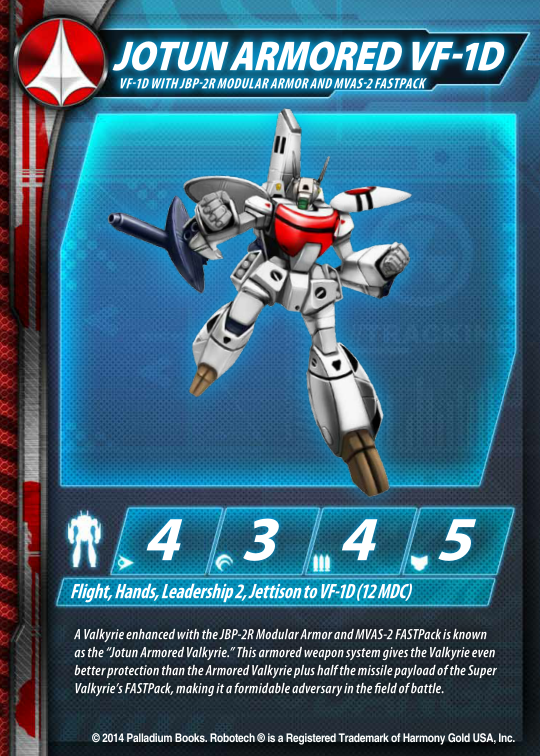 JOTUN ARMORED VF-1D
VF-1D WITH JBP-2R MODULAR ARMOR AND MVAS-2 FASTPACK
4 3 4 5
Flight, Hands, Leadership 2, Jettison to VF-1D (12 MDC)
A Valkyrie enhanced with the JBP-2R Modular Armor and MVAS-2 FASTPack is known
as the “Jotun Armored Valkyrie.” This armored weapon system gives the Valkyrie even
better protection than the Armored Valkyrie plus half the missile payload of the Super
Valkyrie’s FASTPack, making it a formidable adversary in the field of battle.
© 2014 Palladium Books. Robotech ® is a Registered Trademark of Harmony Gold USA, Inc.